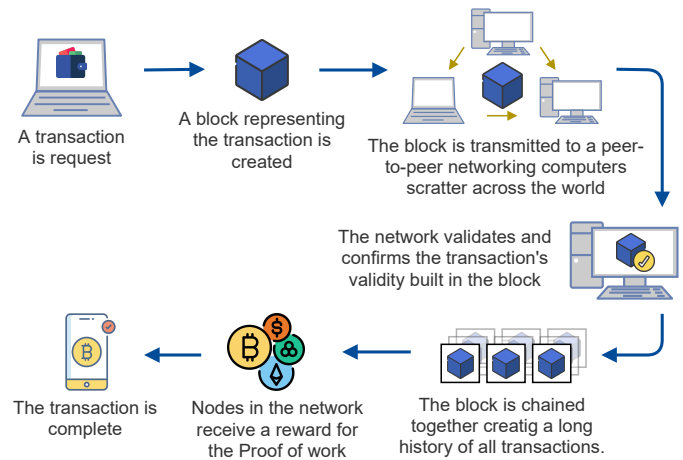 A transaction
is request
A block representing
the transaction is
created
The block is transmitted to a peer-
to-peer networking computers
scratter across the world
The network validates and
confirms the transaction's
validity built in the block
The block is chained
together creatig a long
history of all transactions.
Nodes in the network
receive a reward for
the Proof of work
The transaction is
complete